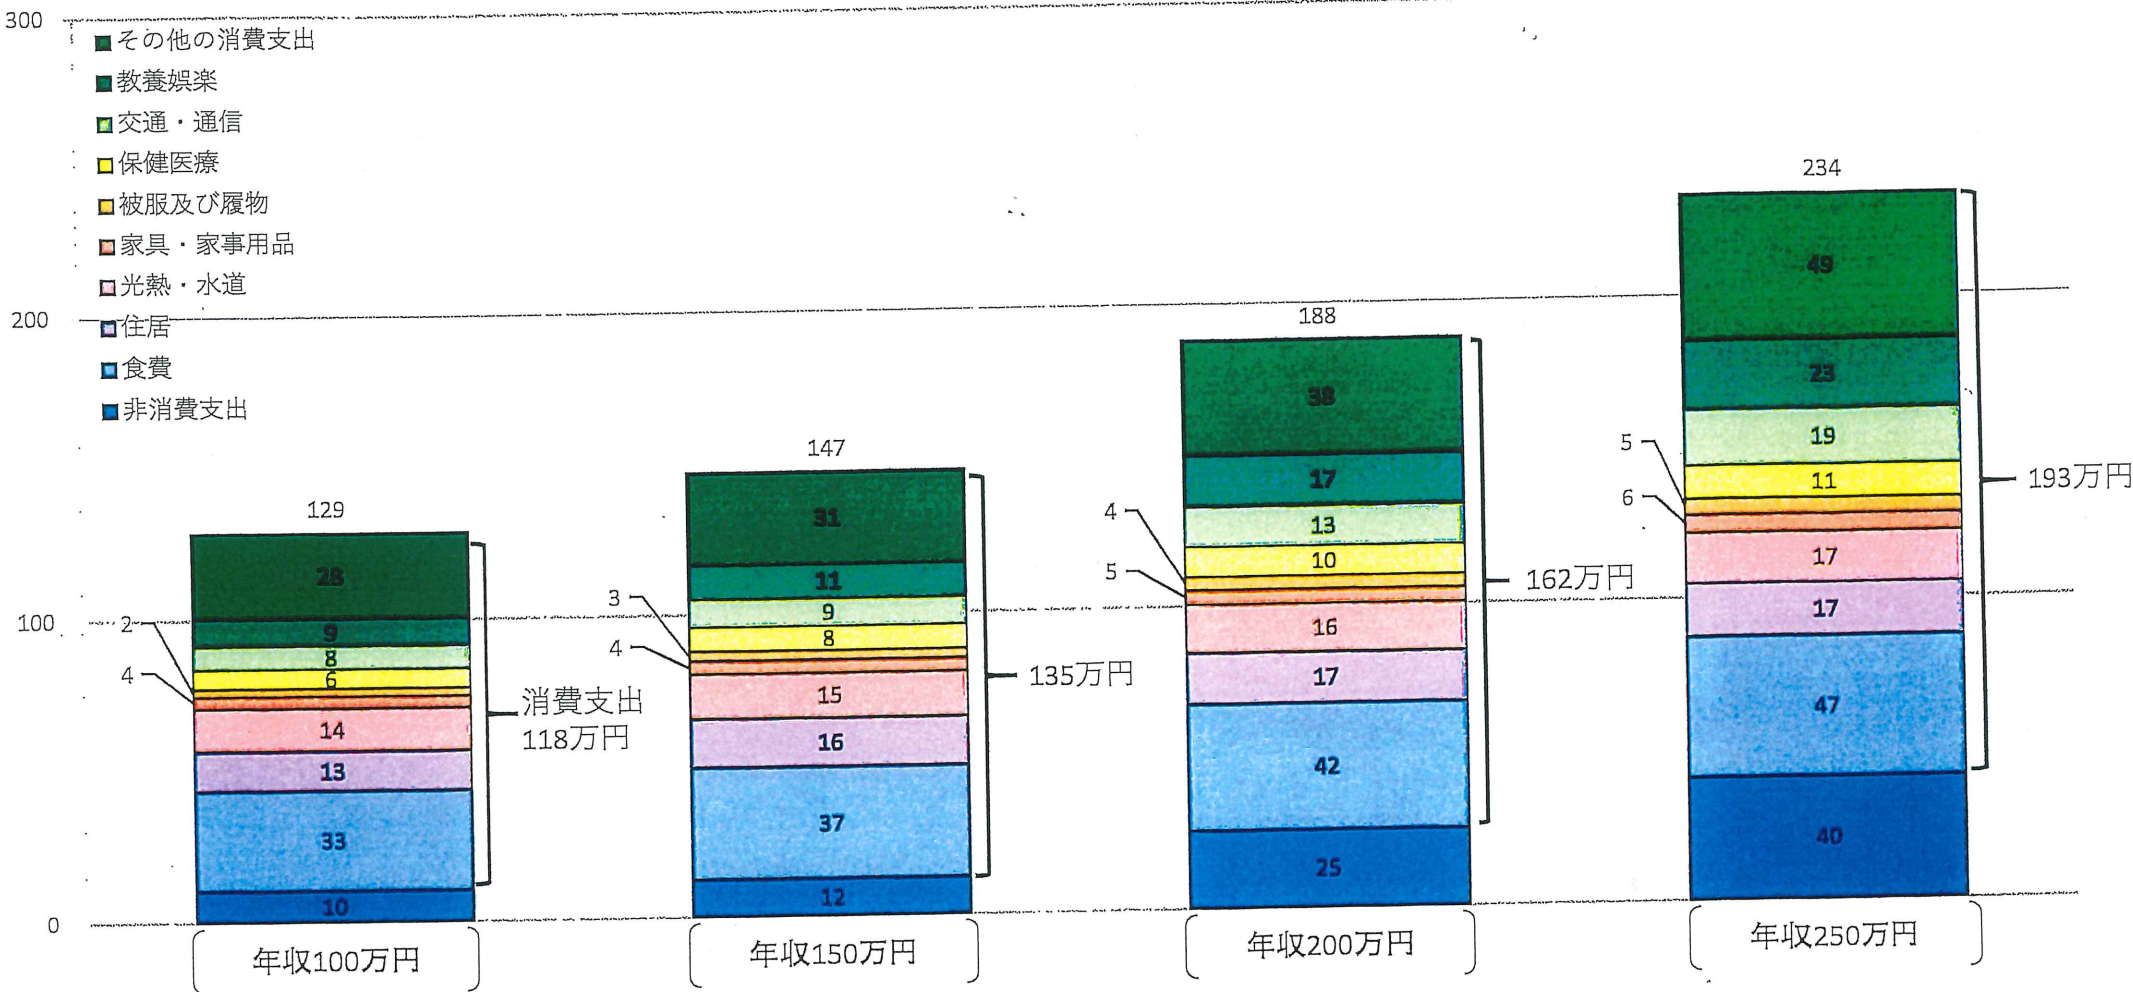 300
200
100
0
その他の消費支出
教養娯楽
交通・通信
保健医療
被服及び履物
家具・家事用品
光熱・水道
住居
食費
非消費支出
129
28
9
8
6
2
4
14
13
33
10
消費支出
118万円
年収100万円
147
31
11
9
8
3
4
15
16
37
12
135万円
年収150万円
188
38
17
13
10
4
5
16
17
42
25
162万円
年収200万円
234
49
23
19
11
5
6
17
17
47
40
193万円
年収250万円